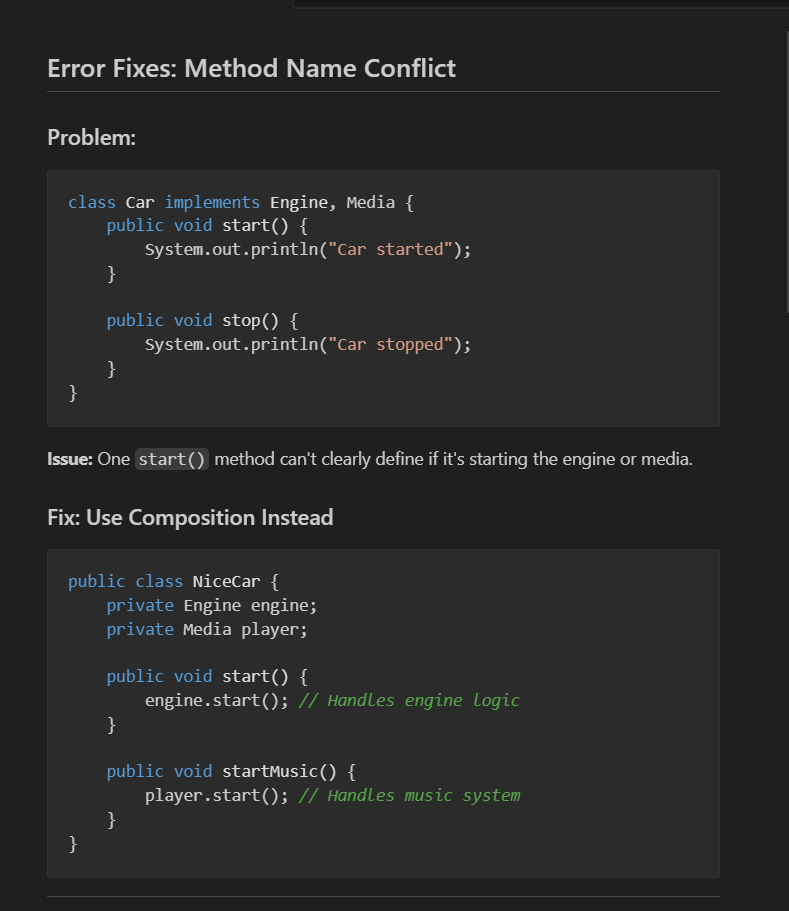 Error Fixes: Method Name Conflict
Problem:
class Car implements Engine, Media {
    public void start() {
        System.out.println("Car started");
    }

    public void stop() {
        System.out.println("Car stopped");
    }
}
Issue: One start() method can't clearly define if it's starting the engine or media.
Fix: Use Composition Instead
public class NiceCar {
    private Engine engine;
    private Media player;

    public void start() {
        engine.start(); // Handles engine logic
    }

    public void startMusic() {
        player.start(); // Handles music system
    }
}